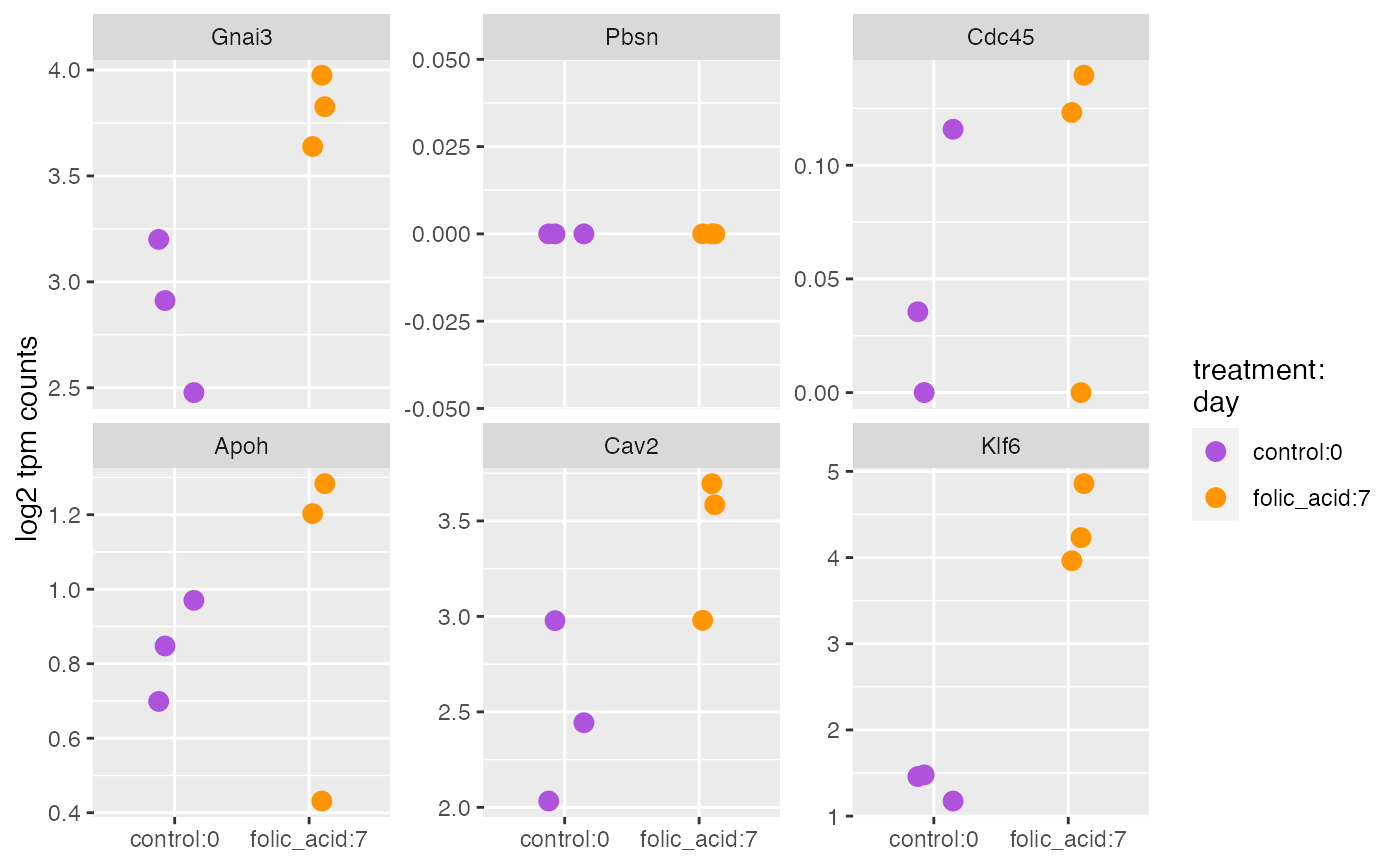 Gnai3
Pbsn
Cdc45
4.0
3.5
3.0
2.5
0.050
0.025
0.000
-0.025
-0.050
0.10
0.05
0.00
log2 tpm counts
Apoh
Cav2
Klf6
1.2
1.0
0.8
0.6
0.4
3.5
3.0
2.5
2.0
5
4
3
2
1
control:0
folic_acid:7
control:0
folic_acid:7
control:0
folic_acid:7
treatment:
day
control:0
folic_acid:7